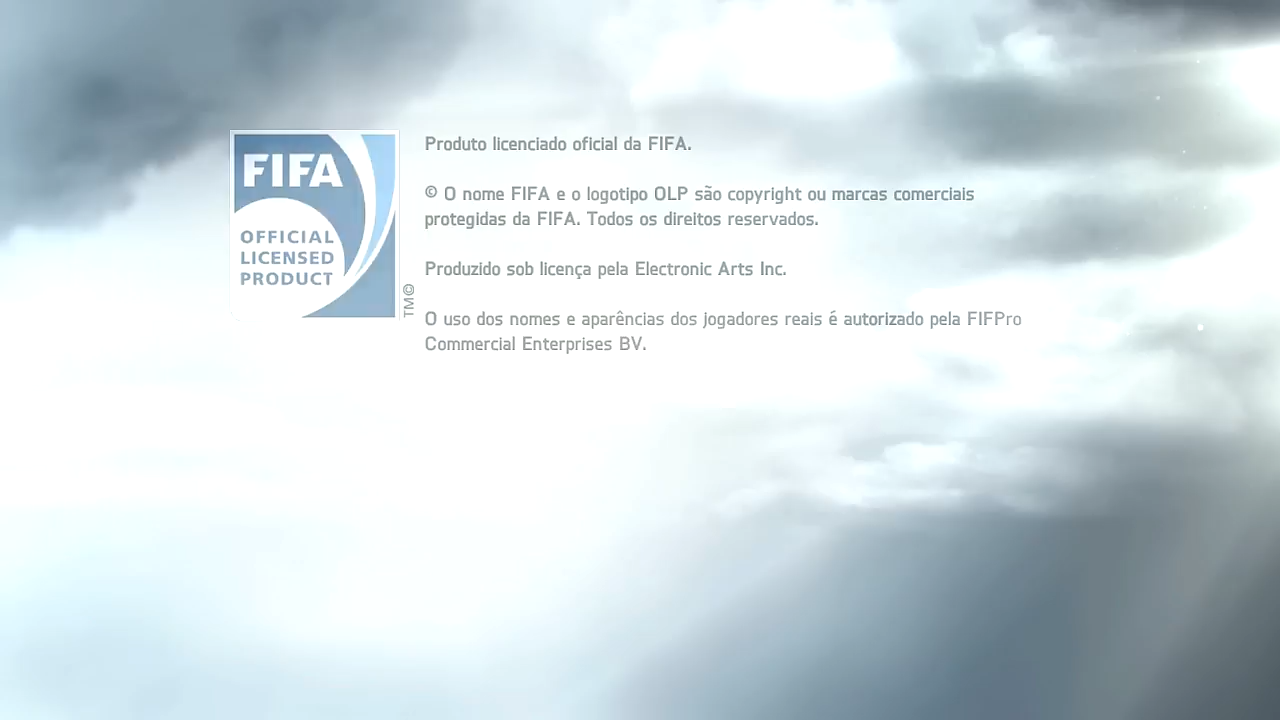 FIFA
OFFICIAL
LICENSED
PRODUCT
TM©
Produto licenciado oficial da FIFA.
© O nome FIFA e o logotipo OLP são copyright ou marcas comerciais
protegidas da FIFA. Todos os direitos reservados.
Produzido sob licença pela Electronic Arts Inc.
O uso dos nomes e aparências dos jogadores reais é autorizado pela FIFPro
Commercial Enterprises BV.